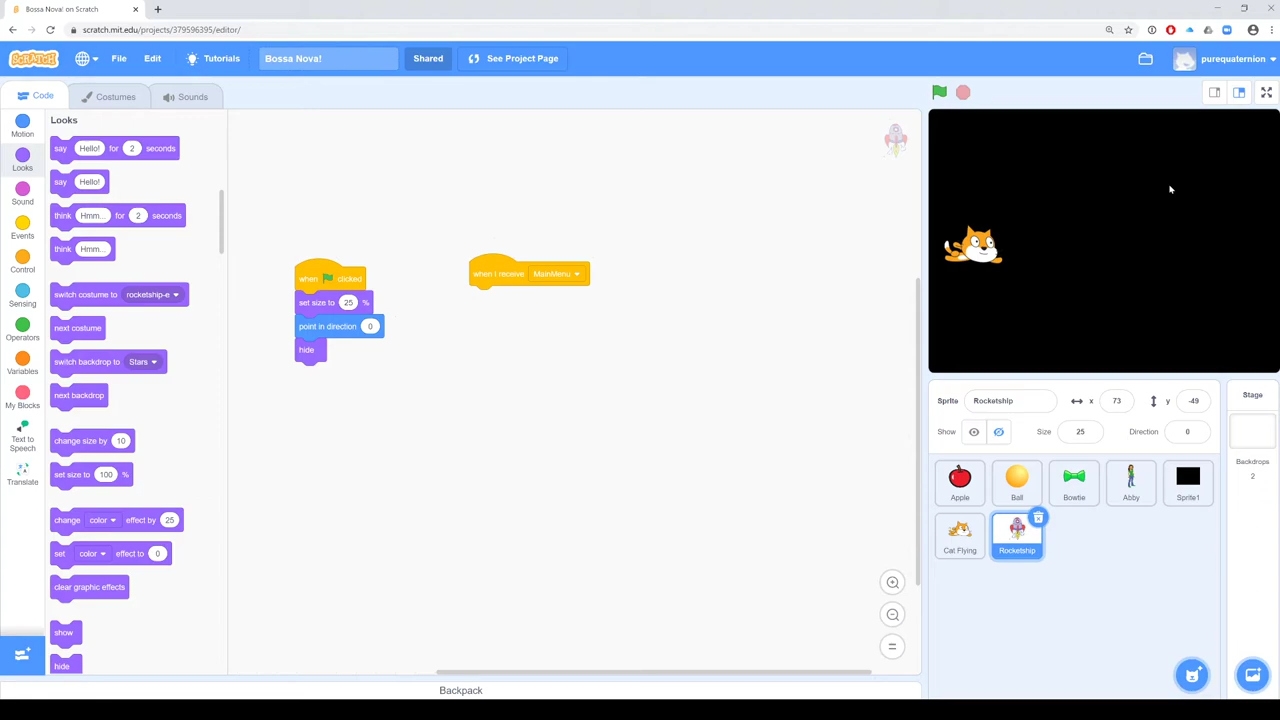 Bossa Nova! on Scratch
scratch.mit.edu/projects/379596395/editor/
SCRATCH File Edit Tutorials Bossa Nova! Shared See Project Page purequaternion
Code Costumes Sounds
Motion
Looks
Sound
Events
Control
Sensing
Operators
Variables
My Blocks
Text to
Speech
Translate
Looks
say Hello! for 2 seconds
say Hello!
think Hmm... for 2 seconds
think Hmm...
switch costume to rocketship-e
next costume
switch backdrop to Stars
next backdrop
change size by 10
set size to 100 %
change color effect by 25
set color effect to 0
clear graphic effects
show
hide
when clicked
set size to 25 %
point in direction 0
hide
when I receive MainMenu
Sprite Rocketship x 73 y -49
Show Size 25 Direction 0
Apple Ball Bowtie Abby Sprite1
Cat Flying Rocketship
Stage
Backdrops
2
Backpack